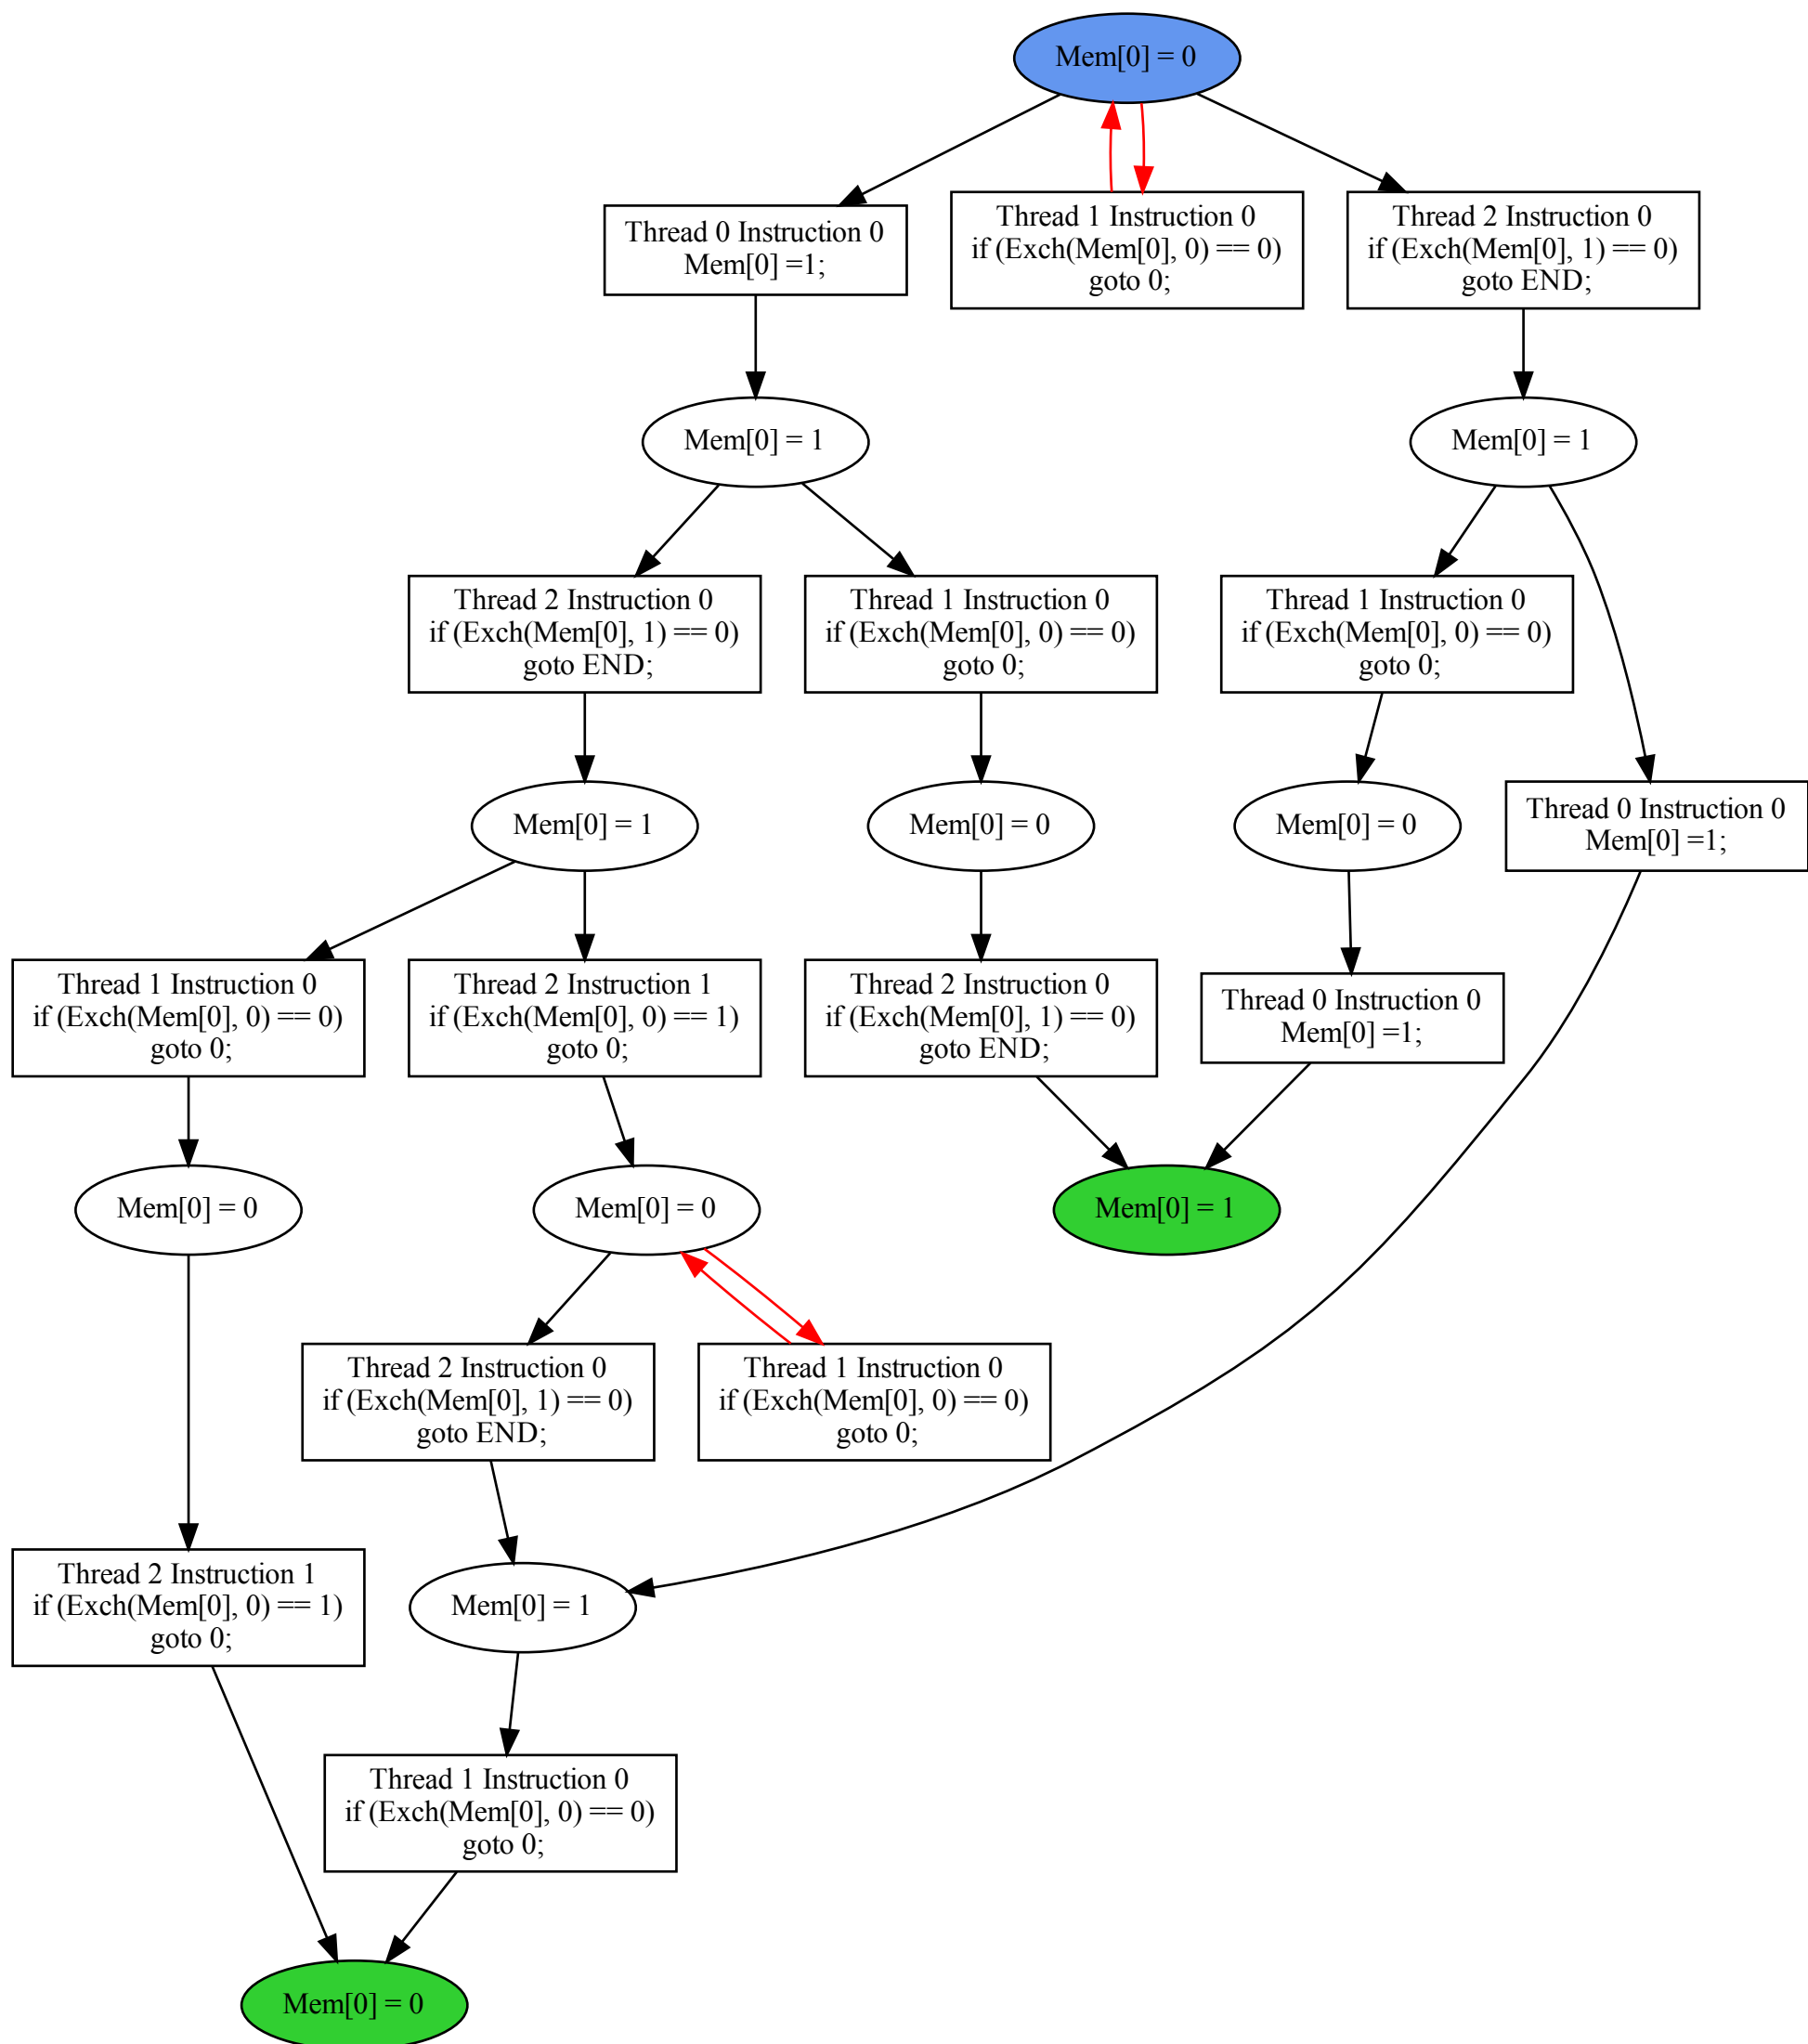 Mem[0] = 0
Thread 0 Instruction 0
Mem[0] =1;
Thread 1 Instruction 0
if (Exch(Mem[0], 0) == 0)
goto 0;
Thread 2 Instruction 0
if (Exch(Mem[0], 1) == 0)
goto END;
Mem[0] = 1
Mem[0] = 1
Thread 2 Instruction 0
if (Exch(Mem[0], 1) == 0)
goto END;
Thread 1 Instruction 0
if (Exch(Mem[0], 0) == 0)
goto 0;
Thread 1 Instruction 0
if (Exch(Mem[0], 0) == 0)
goto 0;
Mem[0] = 1
Mem[0] = 0
Mem[0] = 0
Thread 0 Instruction 0
Mem[0] =1;
Thread 1 Instruction 0
if (Exch(Mem[0], 0) == 0)
goto 0;
Thread 2 Instruction 1
if (Exch(Mem[0], 0) == 1)
goto 0;
Thread 2 Instruction 0
if (Exch(Mem[0], 1) == 0)
goto END;
Thread 0 Instruction 0
Mem[0] =1;
Mem[0] = 0
Mem[0] = 0
Mem[0] = 1
Thread 2 Instruction 0
if (Exch(Mem[0], 1) == 0)
goto END;
Thread 1 Instruction 0
if (Exch(Mem[0], 0) == 0)
goto 0;
Thread 2 Instruction 1
if (Exch(Mem[0], 0) == 1)
goto 0;
Mem[0] = 1
Thread 1 Instruction 0
if (Exch(Mem[0], 0) == 0)
goto 0;
Mem[0] = 0